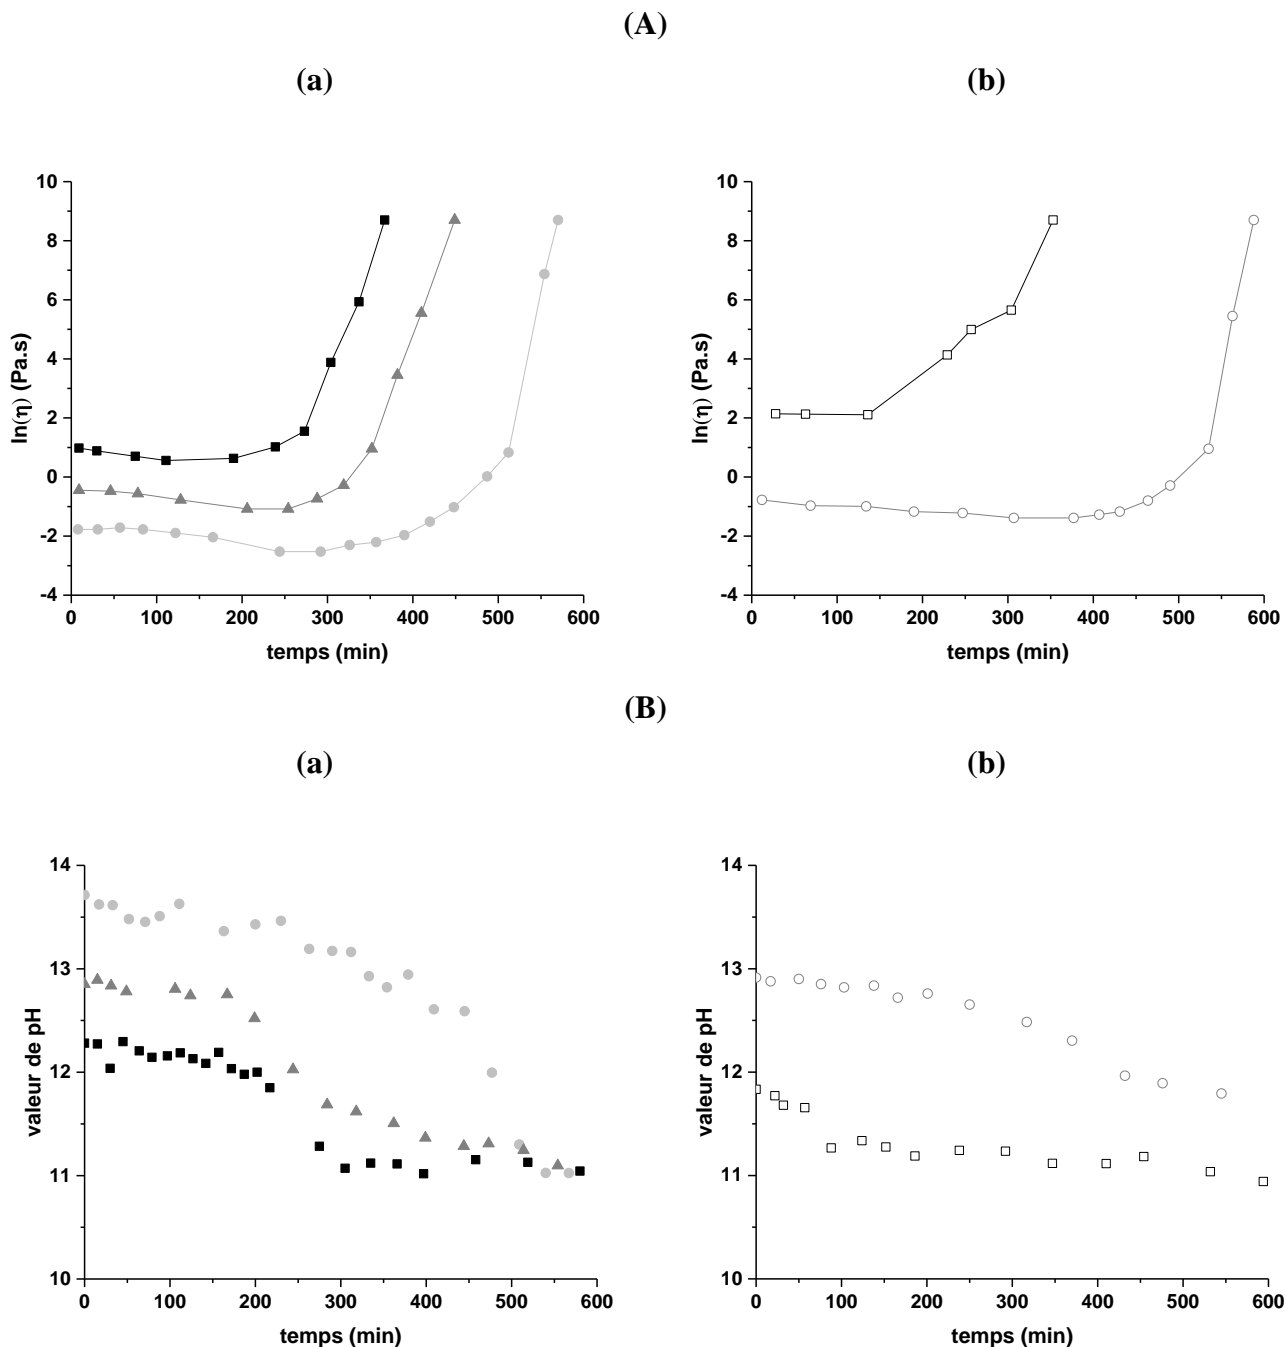 (A)
(a) (b)
10 10
8 8
6 6
4 4
2 2
0 0
-2 -2
-4 -4
ln(η) (Pa.s) ln(η) (Pa.s)
0 100 200 300 400 500 600 0 100 200 300 400 500 600
temps (min) temps (min)
(B)
(a) (b)
14 14
13 13
12 12
11 11
10 10
valeur de pH valeur de pH
0 100 200 300 400 500 600 0 100 200 300 400 500 600
temps (min) temps (min)